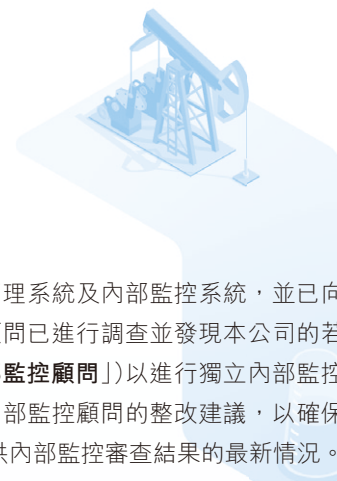 理系統及內部監控系統，並已向
問已進行調查並發現本公司的若
監控顧問」)以進行獨立內部監控
部監控顧問的整改建議，以確保
供內部監控審查結果的最新情況。